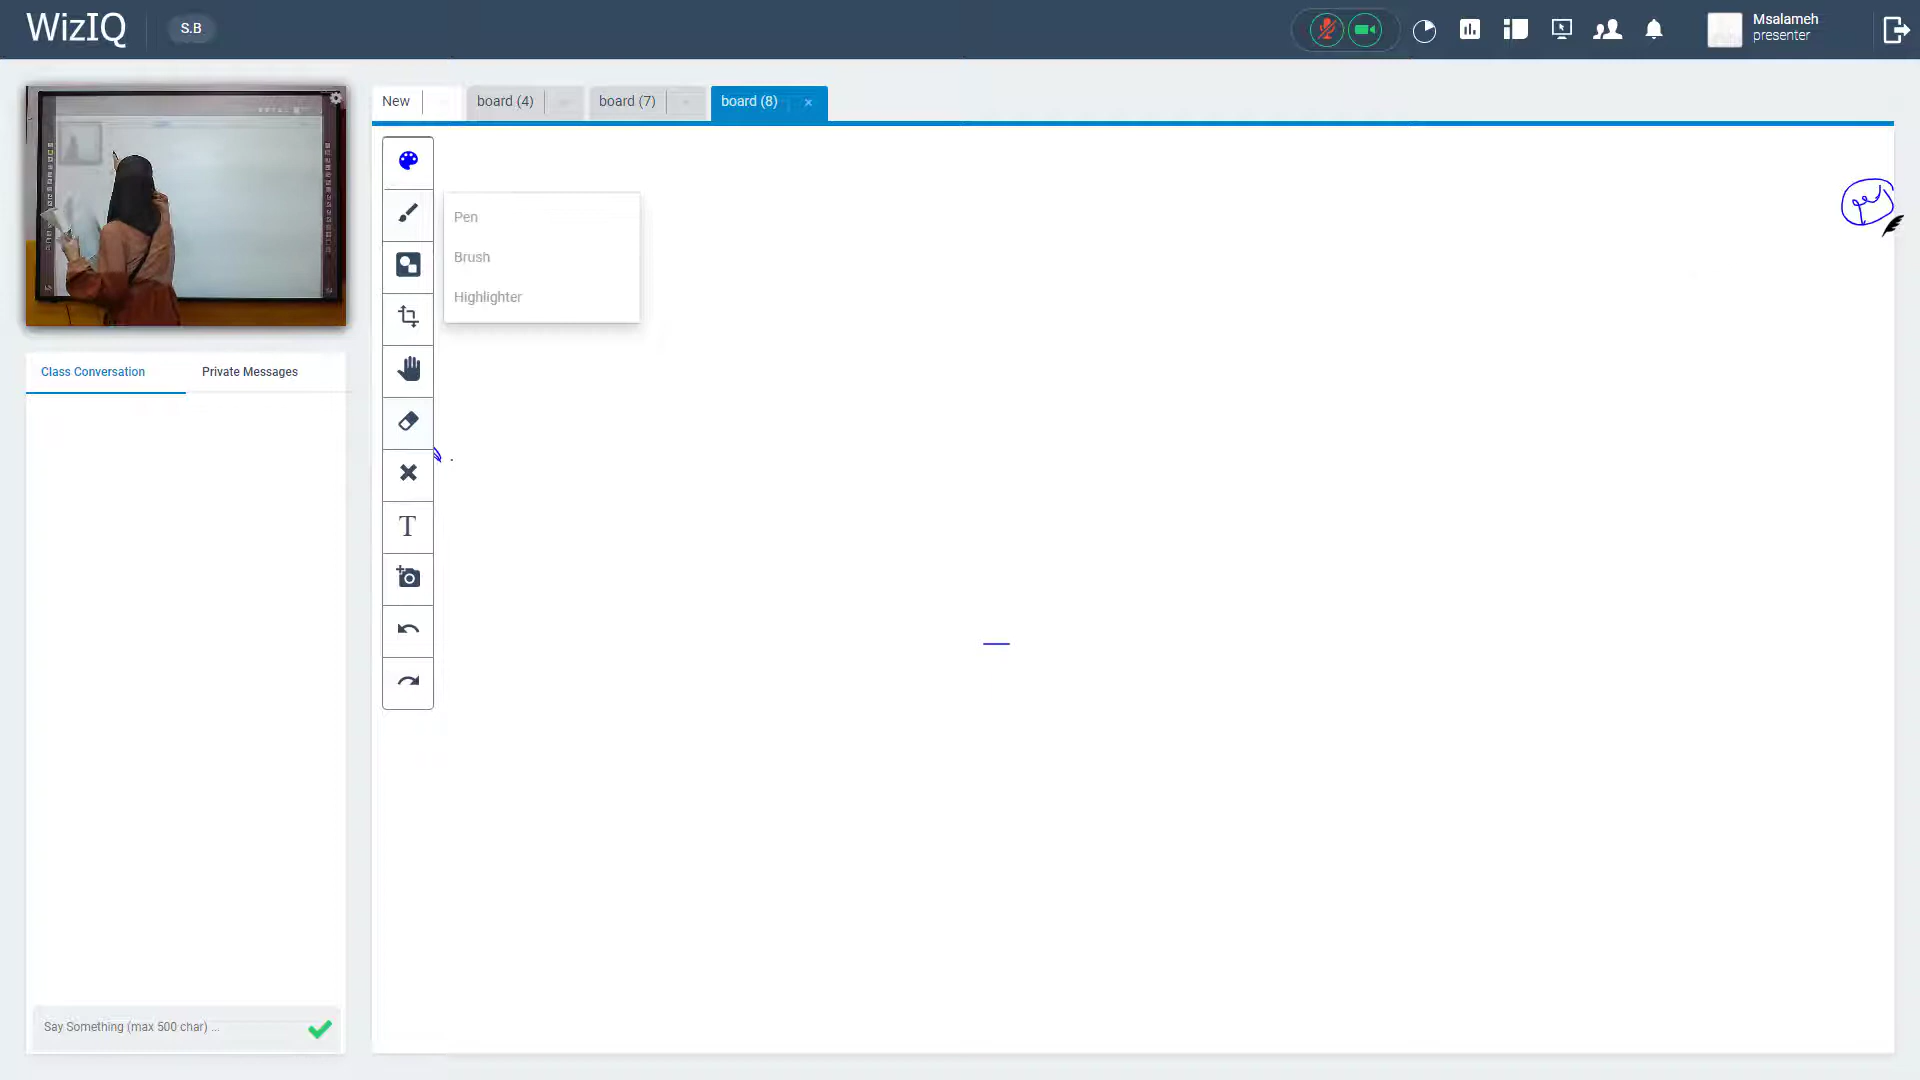 WizIQ
S.B
Msalameh
presenter
New
board (4)
board (7)
board (8)
Pen
Brush
Highlighter
Class Conversation
Private Messages
T
Say Something (max 500 char) ...